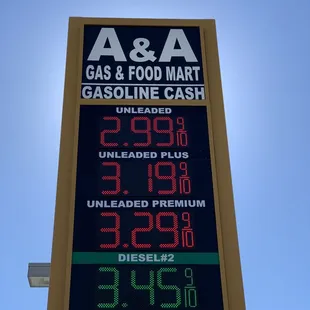 A&A
GAS & FOOD MART
GASOLINE CASH
UNLEADED
2.99 9/10
UNLEADED PLUS
3.19 9/10
UNLEADED PREMIUM
3.29 9/10
DIESEL#2
3.45 9/10